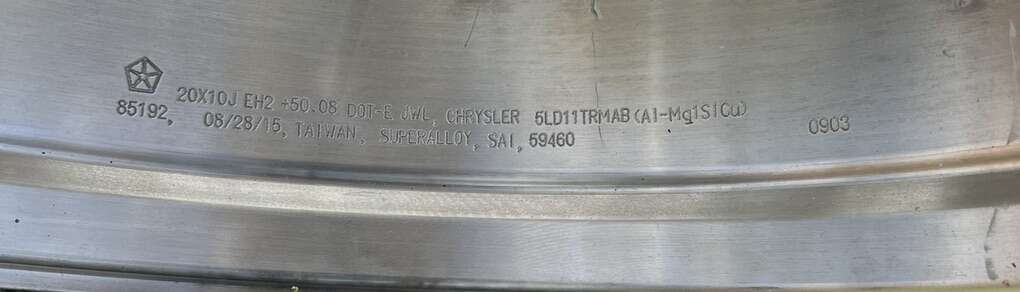 20X10J EH2 +50.08 DOT-E JWL, CHRYSLER 5LD11TRMAB (Al-Mg1SiCu)
85192, 08/28/15, TAIWAN, SUPERALLOY, SAI, 59460
0903